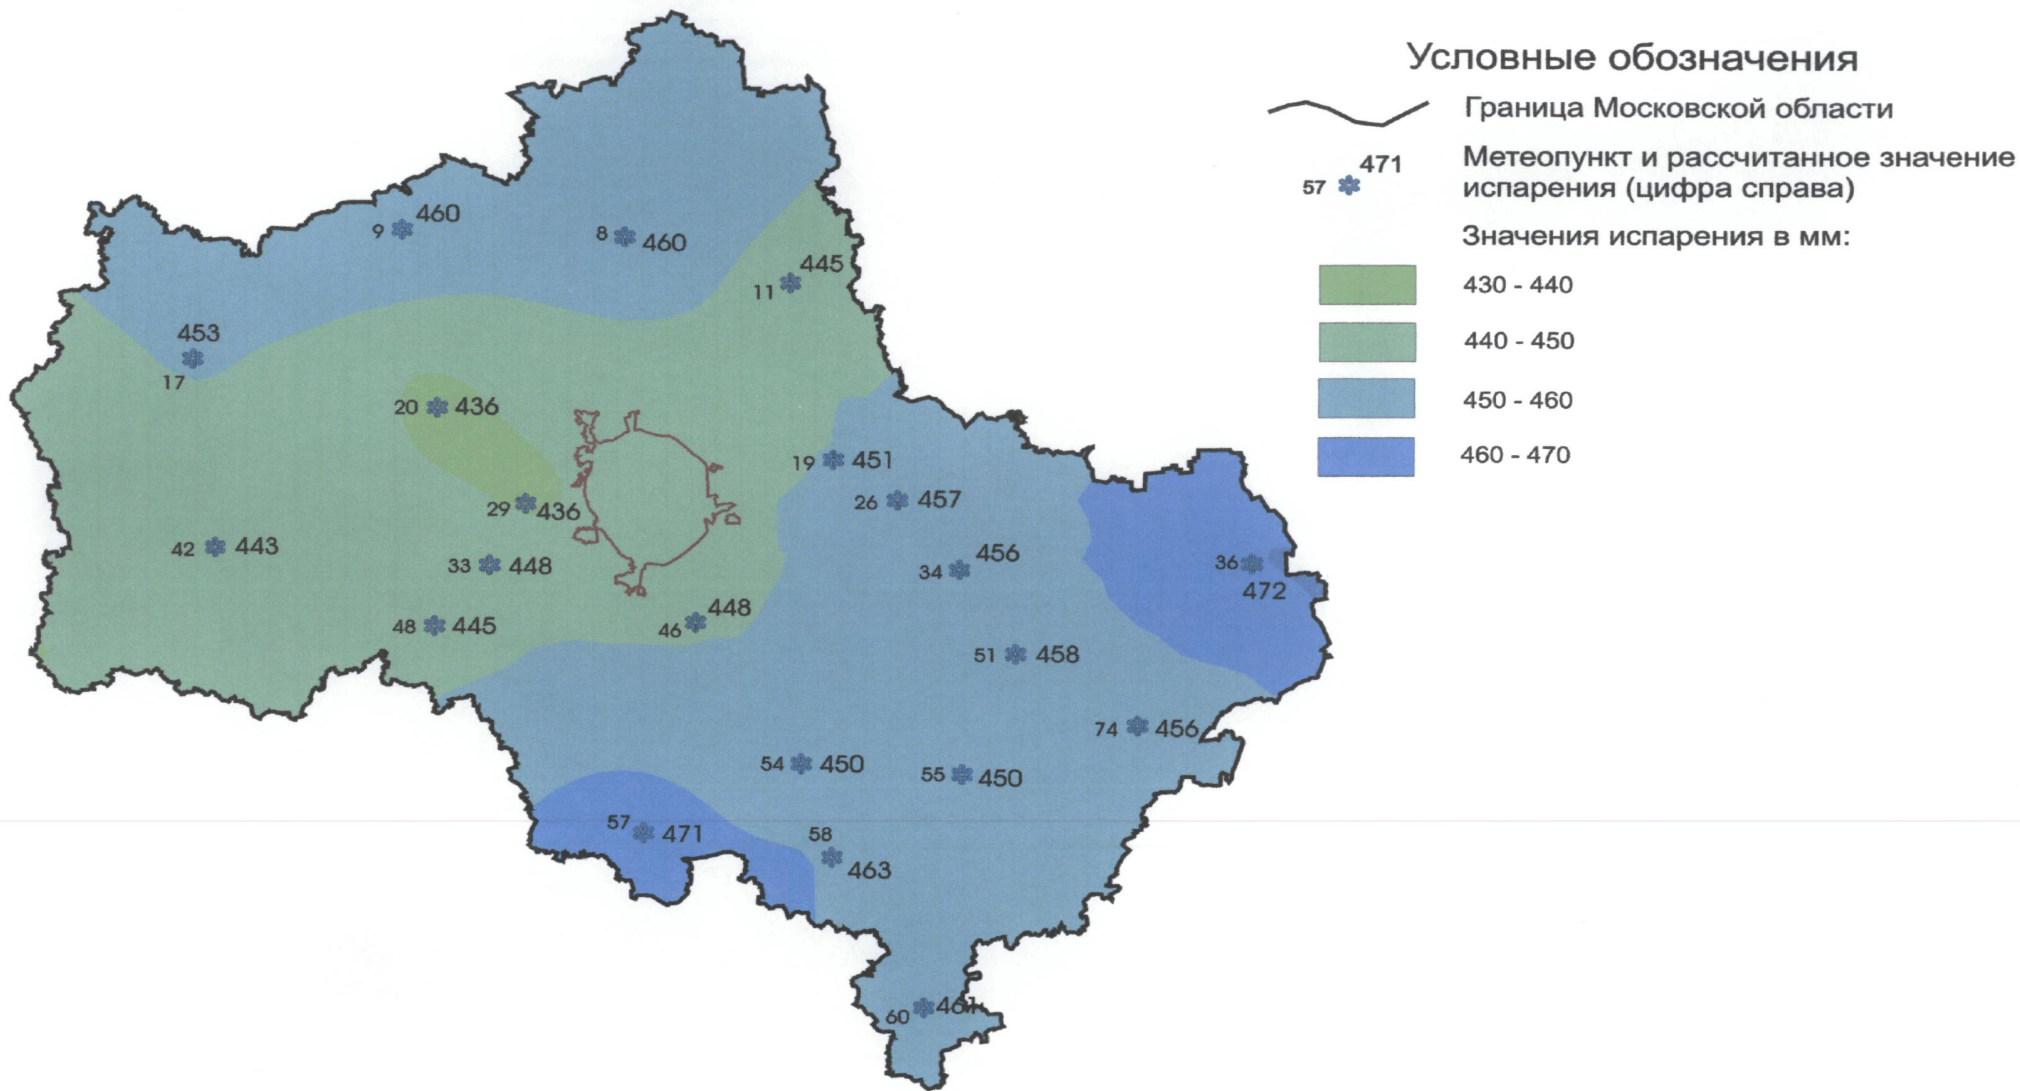 Условные обозначения
Граница Московской области
471
57
Метеопункт и рассчитанное значение
испарения (цифра справа)
Значения испарения в мм:
430 - 440
440 - 450
450 - 460
460 - 470
9 460
8 460
11 445
453
17
20 436
19 451
26 457
29 436
42 443
33 448
34 456
36
472
48 445
46 448
51 458
74 456
54 450
55 450
57 471
58
463
60 461